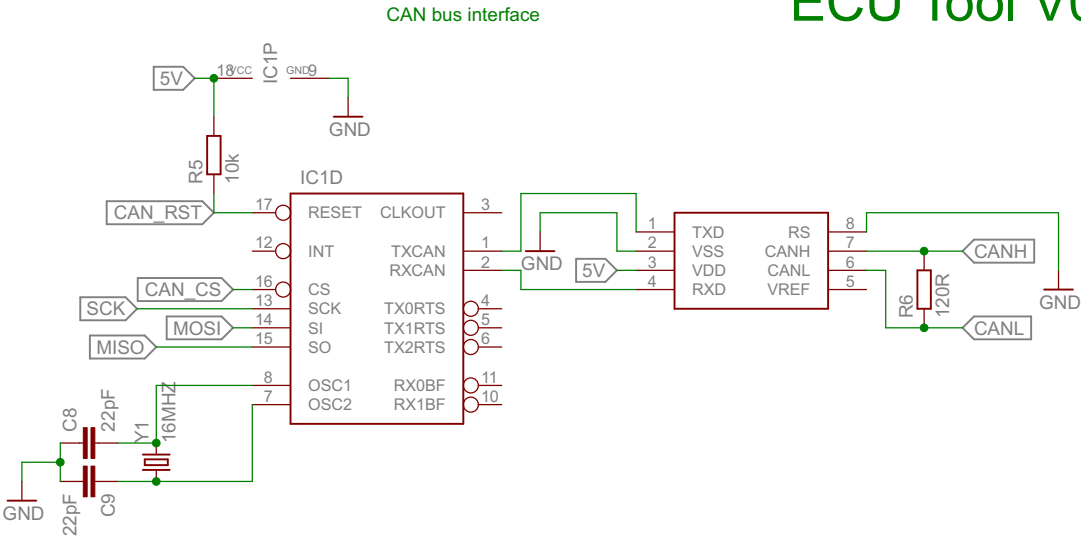 CAN bus interface
ECU Tool V
5V
18
VCC
IC1P
GND
9
GND
R5
10k
IC1D
CAN_RST
17
RESET
CLKOUT
3
12
INT
TXCAN
1
RXCAN
2
CAN_CS
16
CS
SCK
13
SCK
TX0RTS
4
MOSI
14
SI
TX1RTS
5
MISO
15
SO
TX2RTS
6
8
OSC1
RX0BF
11
7
OSC2
RX1BF
10
GND
5V
1
TXD
RS
8
2
VSS
CANH
7
3
VDD
CANL
6
4
RXD
VREF
5
CANH
R6
120R
CANL
GND
C8
22pF
Y1
16MHZ
22pF
C9
GND